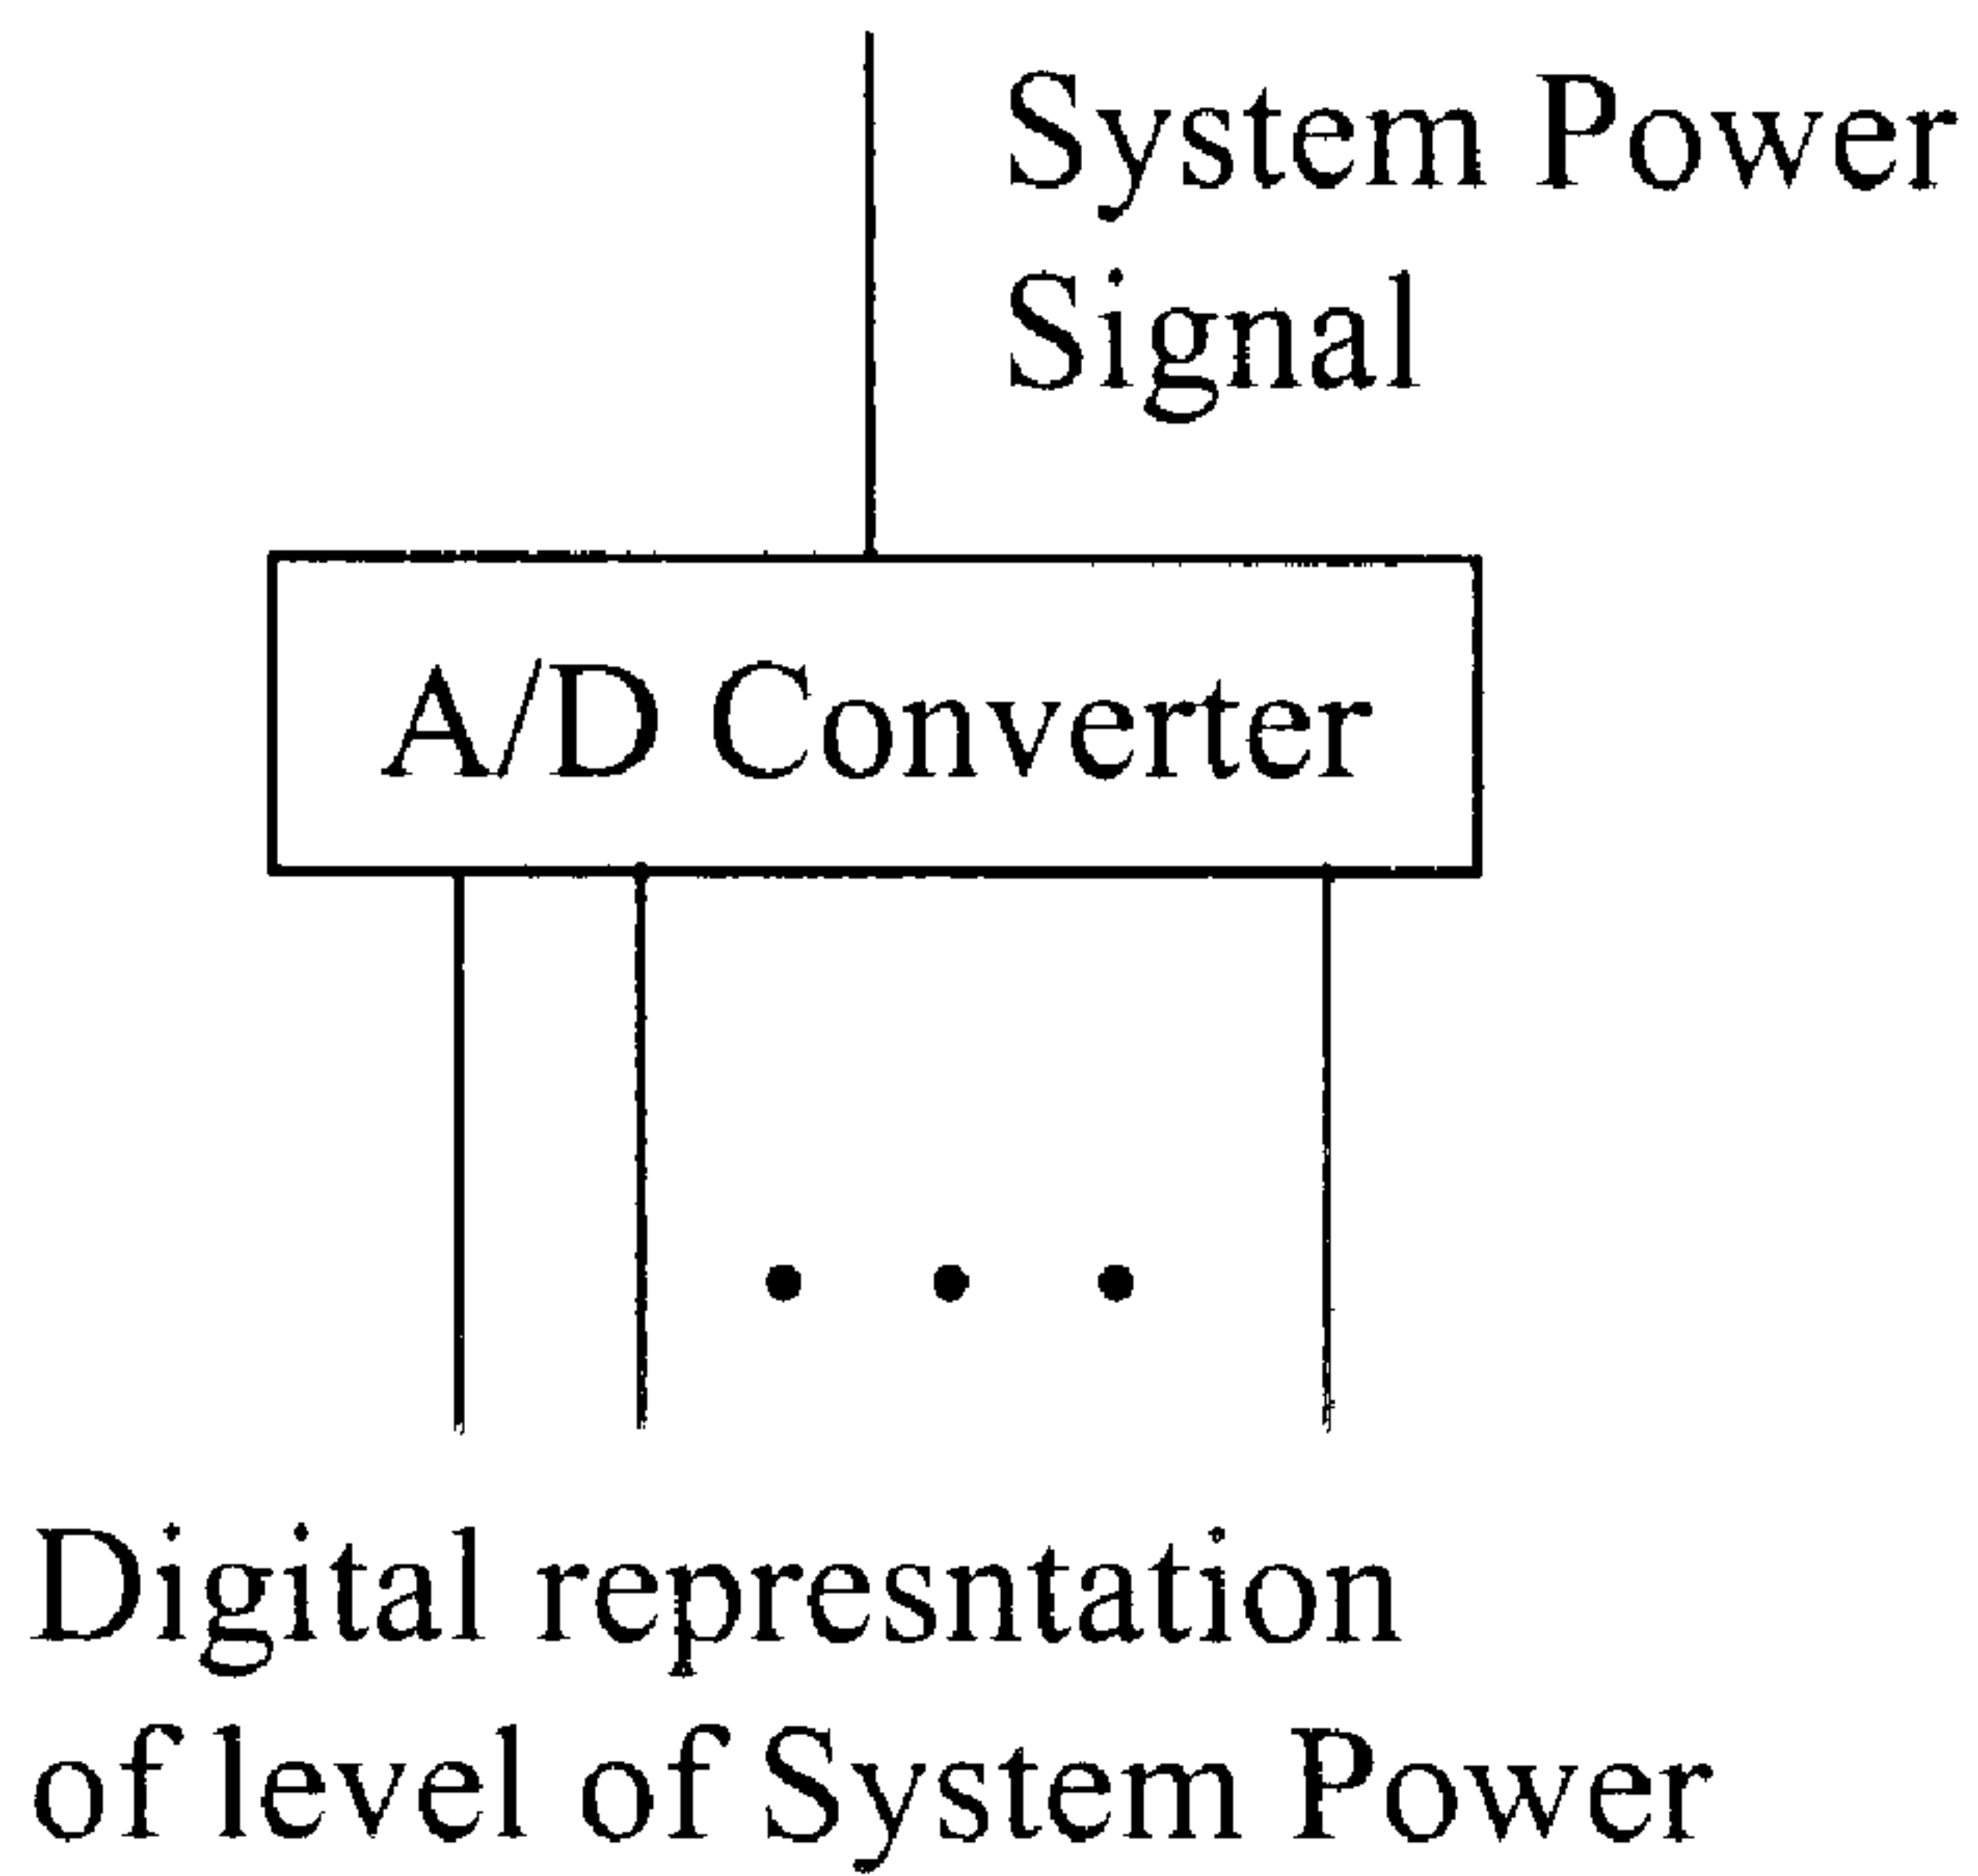 System Power
Signal
A/D Converter
Digital represntation
of level of System Power